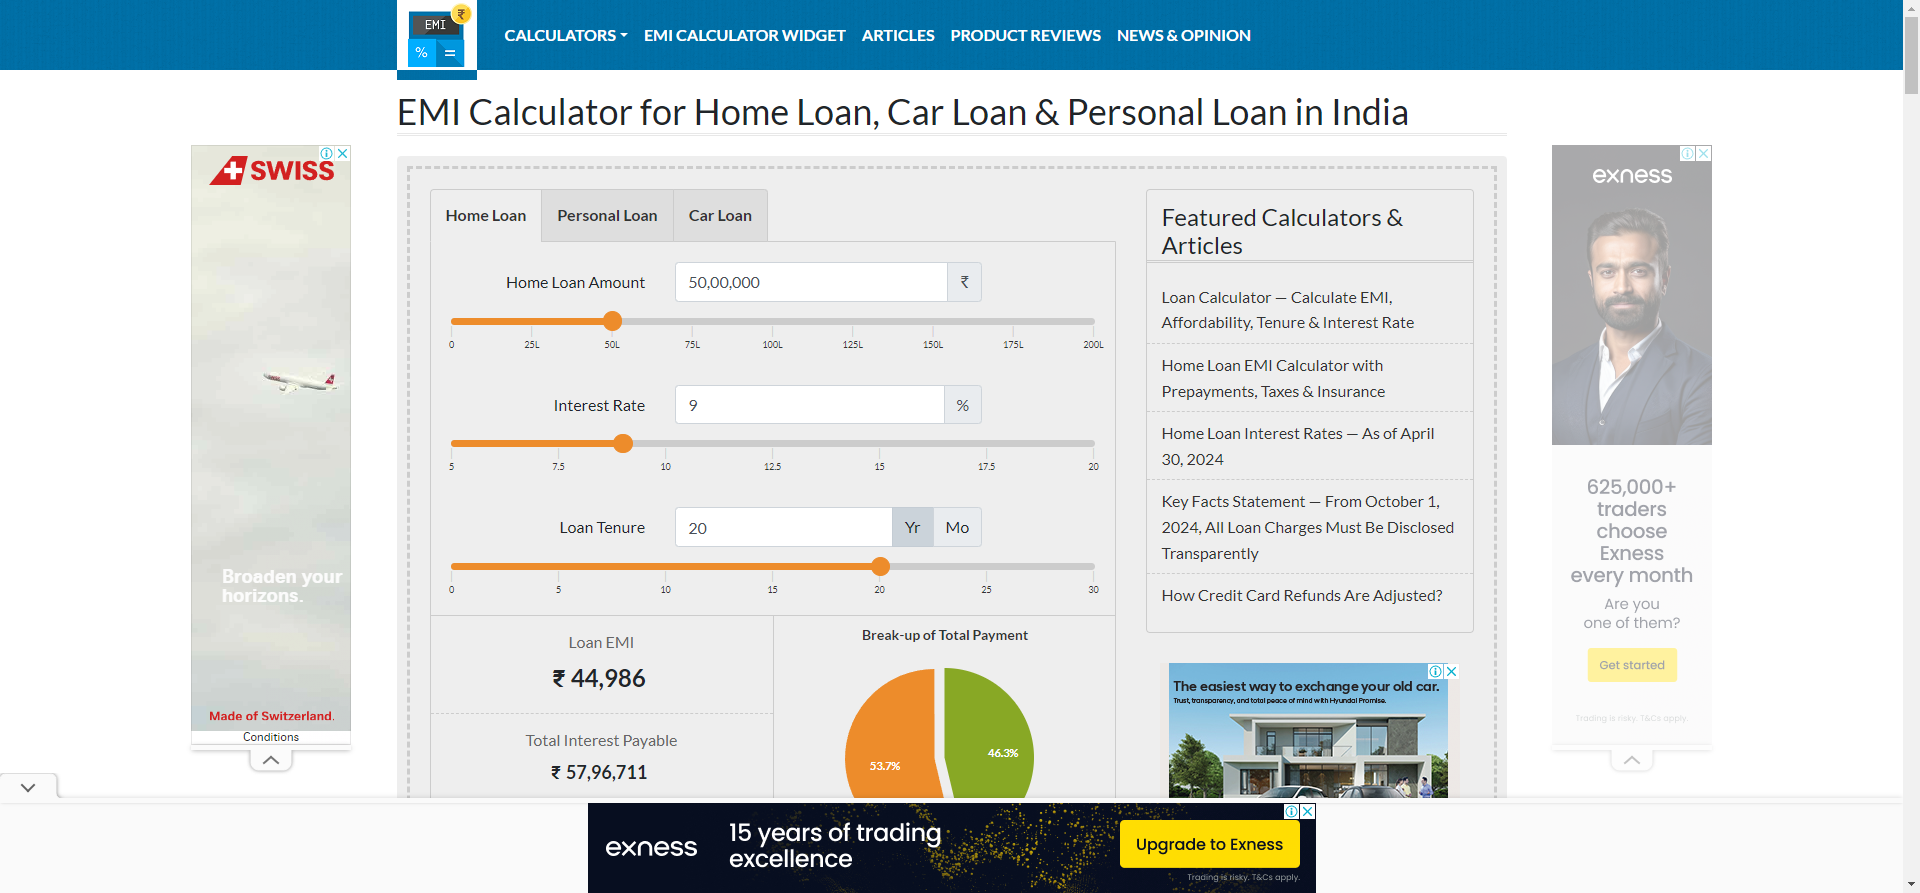 EMI
₹
%
=
CALCULATORS
EMI CALCULATOR WIDGET
ARTICLES
PRODUCT REVIEWS
NEWS & OPINION
EMI Calculator for Home Loan, Car Loan & Personal Loan in India
SWISS
Broaden your
horizons.
Made of Switzerland.
Conditions
Home Loan
Personal Loan
Car Loan
Home Loan Amount
50,00,000
₹
0 25L 50L 75L 100L 125L 150L 175L 200L
Interest Rate
9
%
5 7.5 10 12.5 15 17.5 20
Loan Tenure
20
Yr
Mo
0 5 10 15 20 25 30
Loan EMI
₹ 44,986
Total Interest Payable
₹ 57,96,711
Break-up of Total Payment
53.7%
46.3%
Featured Calculators &
Articles
Loan Calculator — Calculate EMI,
Affordability, Tenure & Interest Rate
Home Loan EMI Calculator with
Prepayments, Taxes & Insurance
Home Loan Interest Rates — As of April
30, 2024
Key Facts Statement — From October 1,
2024, All Loan Charges Must Be Disclosed
Transparently
How Credit Card Refunds Are Adjusted?
The easiest way to exchange your old car.
Trust, transparency, and total peace of mind with Hyundai Promise.
exness
625,000+
traders
choose
Exness
every month
Are you
one of them?
Get started
Trading is risky. T&Cs apply.
exness
15 years of trading
excellence
Upgrade to Exness
Trading is risky. T&Cs apply.